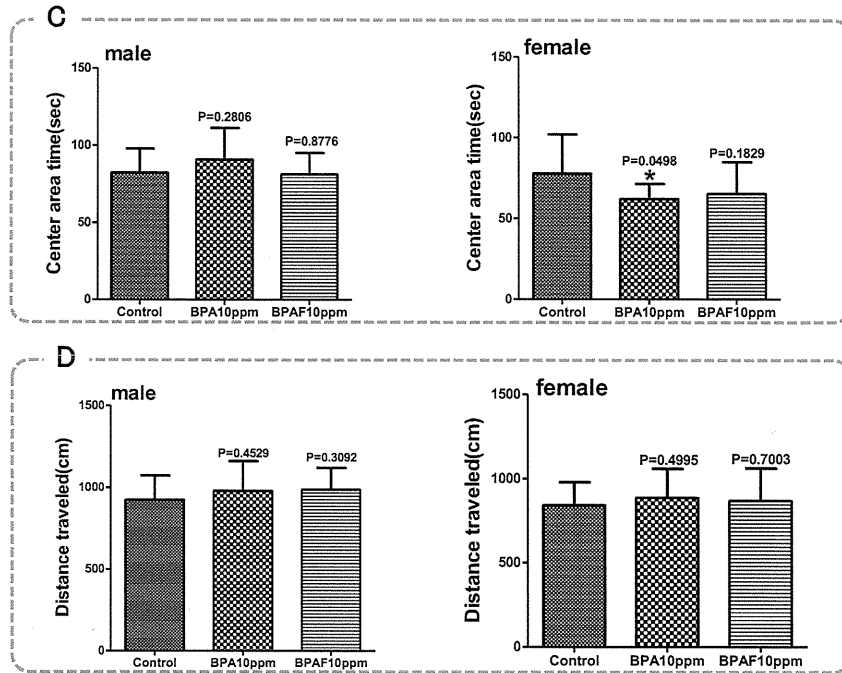 C
male
Center area time(sec)
150
100
50
0
P=0.2806
P=0.8776
Control
BPA10ppm
BPAF10ppm
female
Center area time(sec)
150
100
50
0
P=0.0498
*
P=0.1829
Control
BPA10ppm
BPAF10ppm
D
male
Distance traveled(cm)
1500
1000
500
0
P=0.4529
P=0.3092
Control
BPA10ppm
BPAF10ppm
female
Distance traveled(cm)
1500
1000
500
0
P=0.4995
P=0.7003
Control
BPA10ppm
BPAF10ppm